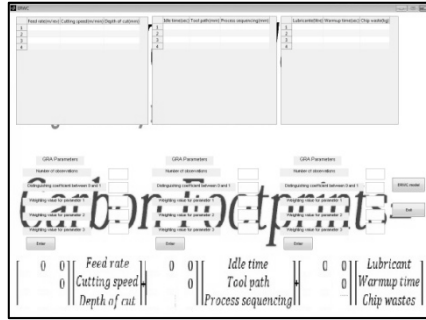 Feed rate(m/rev) Cutting speed(m/min) Depth of cut(mm)
1
2
3
4
Idle time(sec) Tool path(mm) Process sequencing(mm)
1
2
3
4
Lubricants(litre) Warmup time(sec) Chip waste(kg)
1
2
3
4
GRA Parameters
Number of observations
Distinguishing coefficient between 0 and 1
Weighting value for parameter 1
Weighting value for parameter
Weighting value for parameter 3
Enter
GRA Parameters
Number of observations
Distinguishing coefficient between 0 and 1
Weighting value for parameter 1
Weighting value for parameter
Weighting value for parameter 3
Enter
GRA Parameters
Number of observations
Distinguishing coefficient between 0 and 1
Weighting value for parameter 1
Weighting value for parameter
Weighting value for parameter 3
Enter
Exit
Carbon Footprints
0 0 Feed rate
0 Cutting speed +
Depth of cut
0 0 Idle time
0 Tool path +
Process sequencing
0 0 Lubricant
0 Warmup time
Chip wastes